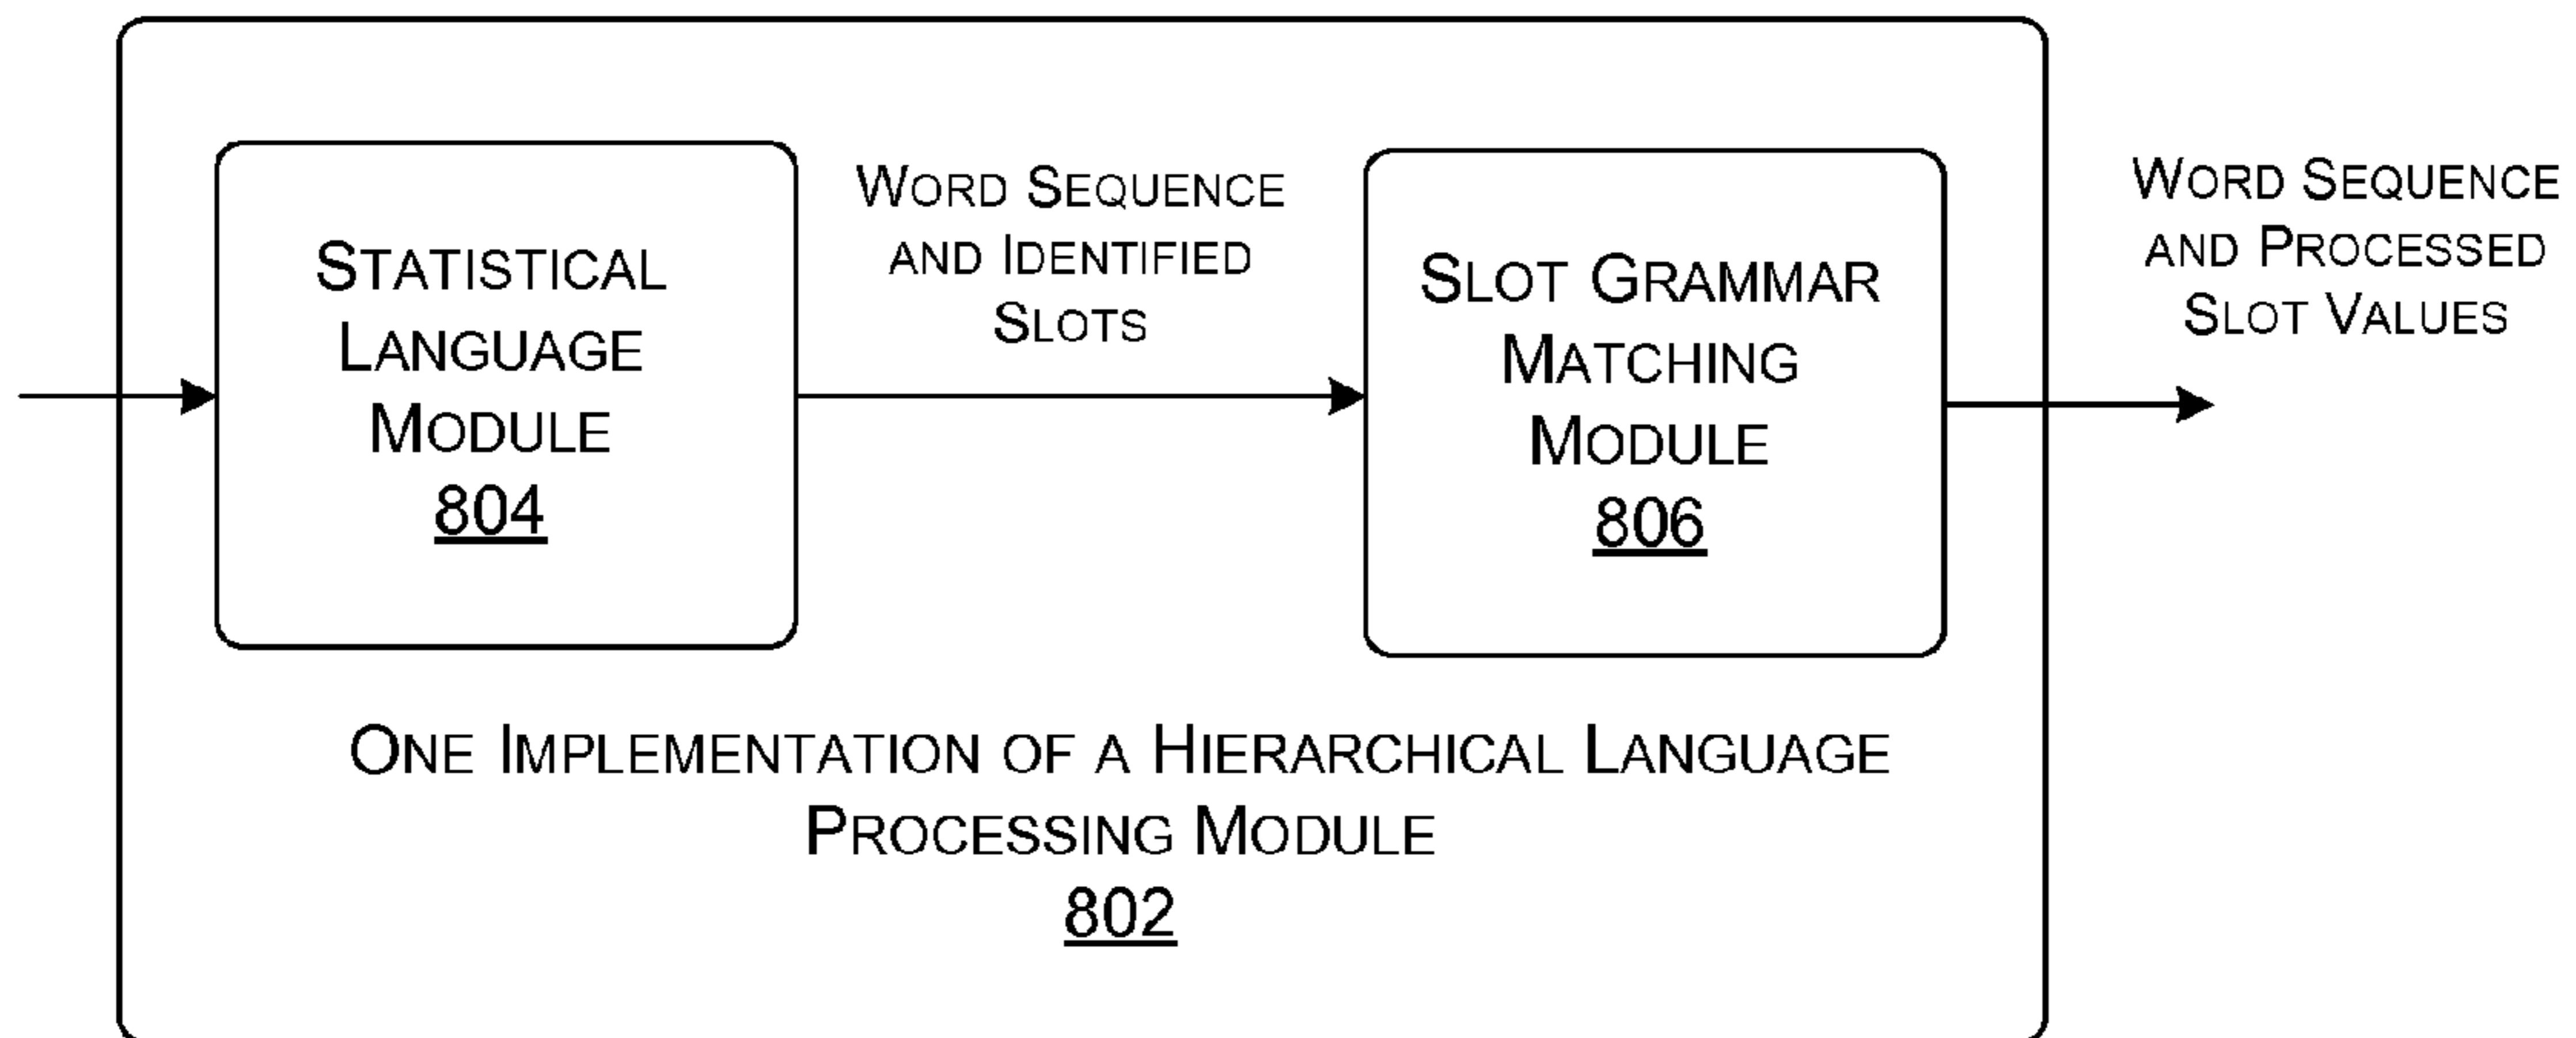 STATISTICAL
LANGUAGE
MODULE
804
WORD SEQUENCE
AND IDENTIFIED
SLOTS
SLOT GRAMMAR
MATCHING
MODULE
806
WORD SEQUENCE
AND PROCESSED
SLOT VALUES
ONE IMPLEMENTATION OF A HIERARCHICAL LANGUAGE
PROCESSING MODULE
802